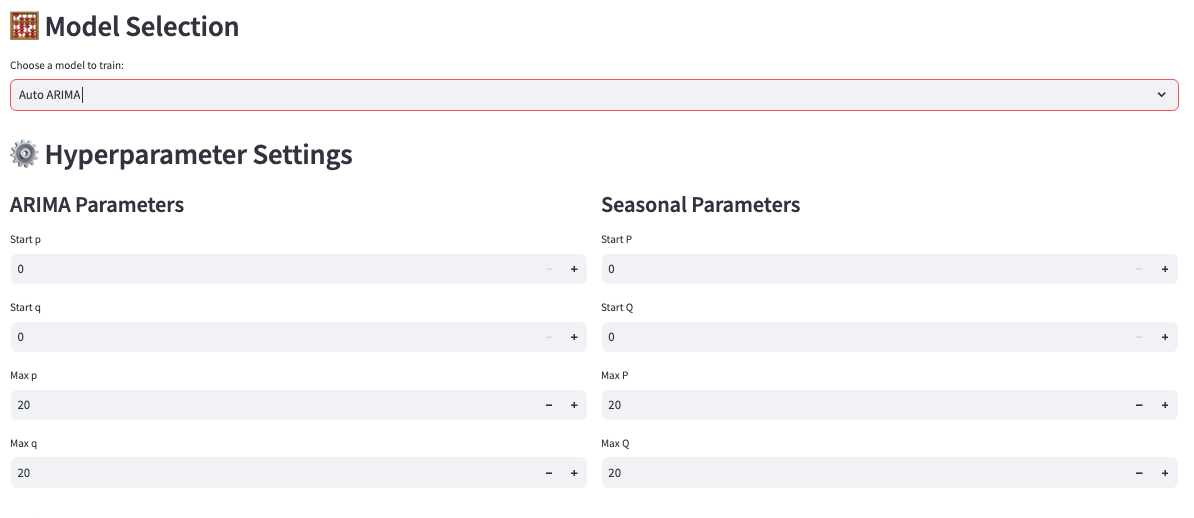 Model Selection
Choose a model to train:
Auto ARIMA
Hyperparameter Settings
ARIMA Parameters
Start p
0
Start q
0
Max p
20
Max q
20
Seasonal Parameters
Start P
0
Start Q
0
Max P
20
Max Q
20